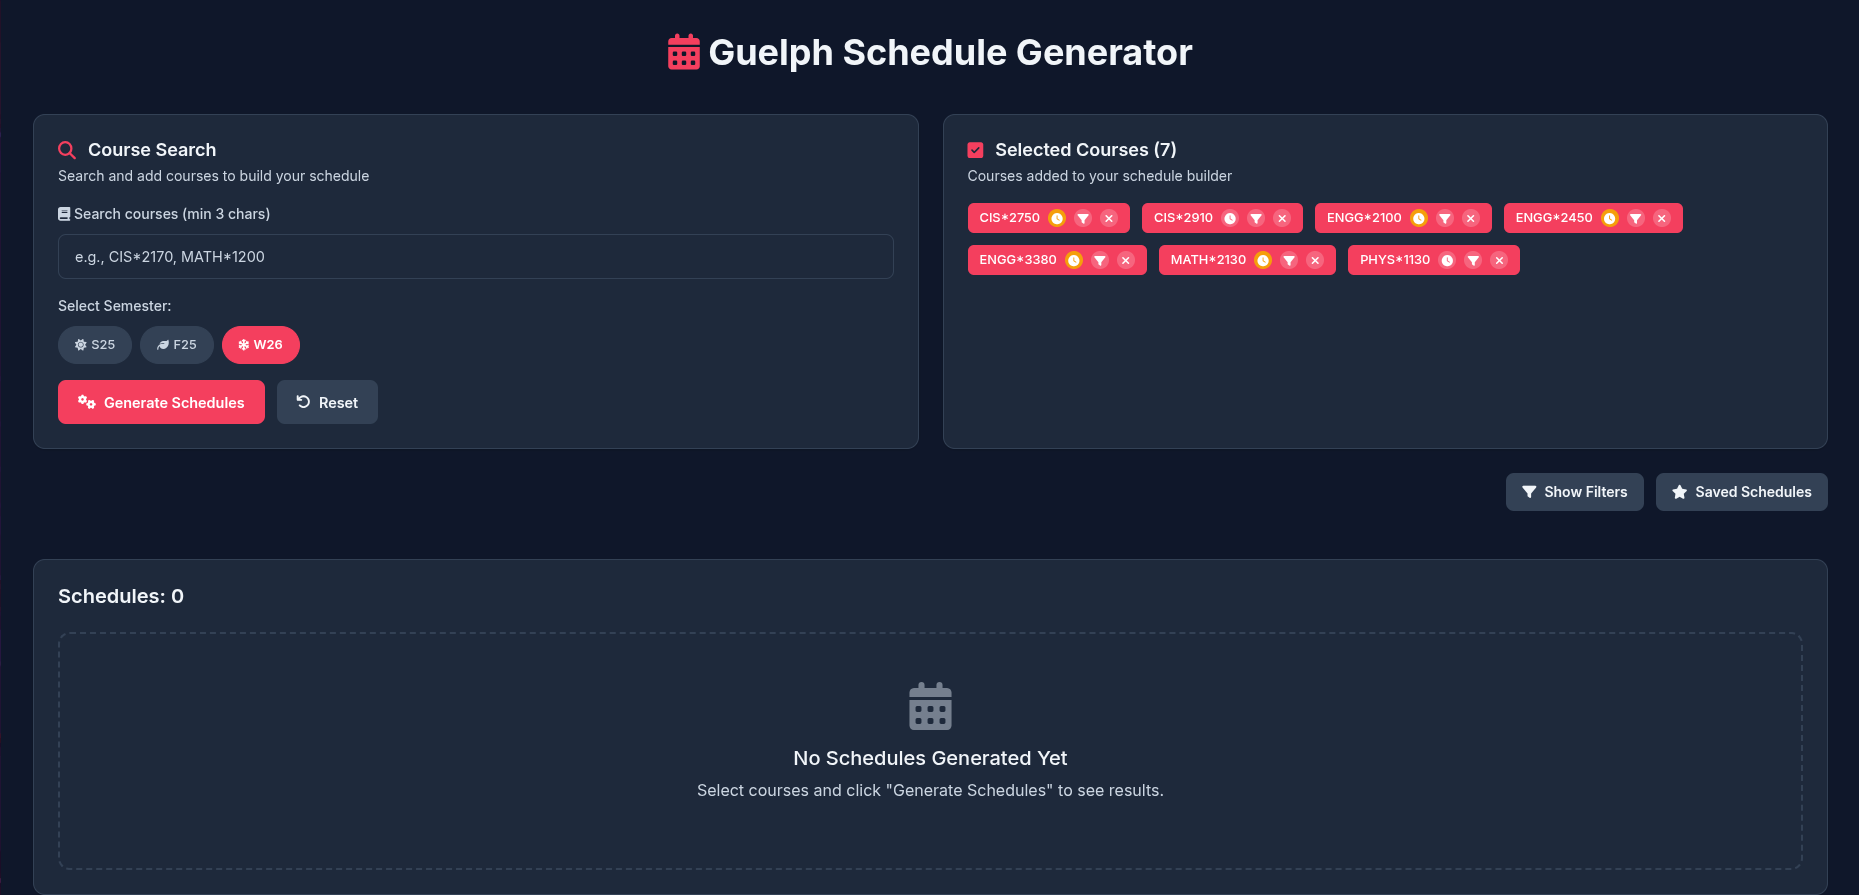 Guelph Schedule Generator
Course Search
Search and add courses to build your schedule
Search courses (min 3 chars)
e.g., CIS*2170, MATH*1200
Select Semester:
S25 F25 W26
Generate Schedules Reset
Selected Courses (7)
Courses added to your schedule builder
CIS*2750 CIS*2910 ENGG*2100 ENGG*2450
ENGG*3380 MATH*2130 PHYS*1130
Show Filters Saved Schedules
Schedules: 0
No Schedules Generated Yet
Select courses and click "Generate Schedules" to see results.